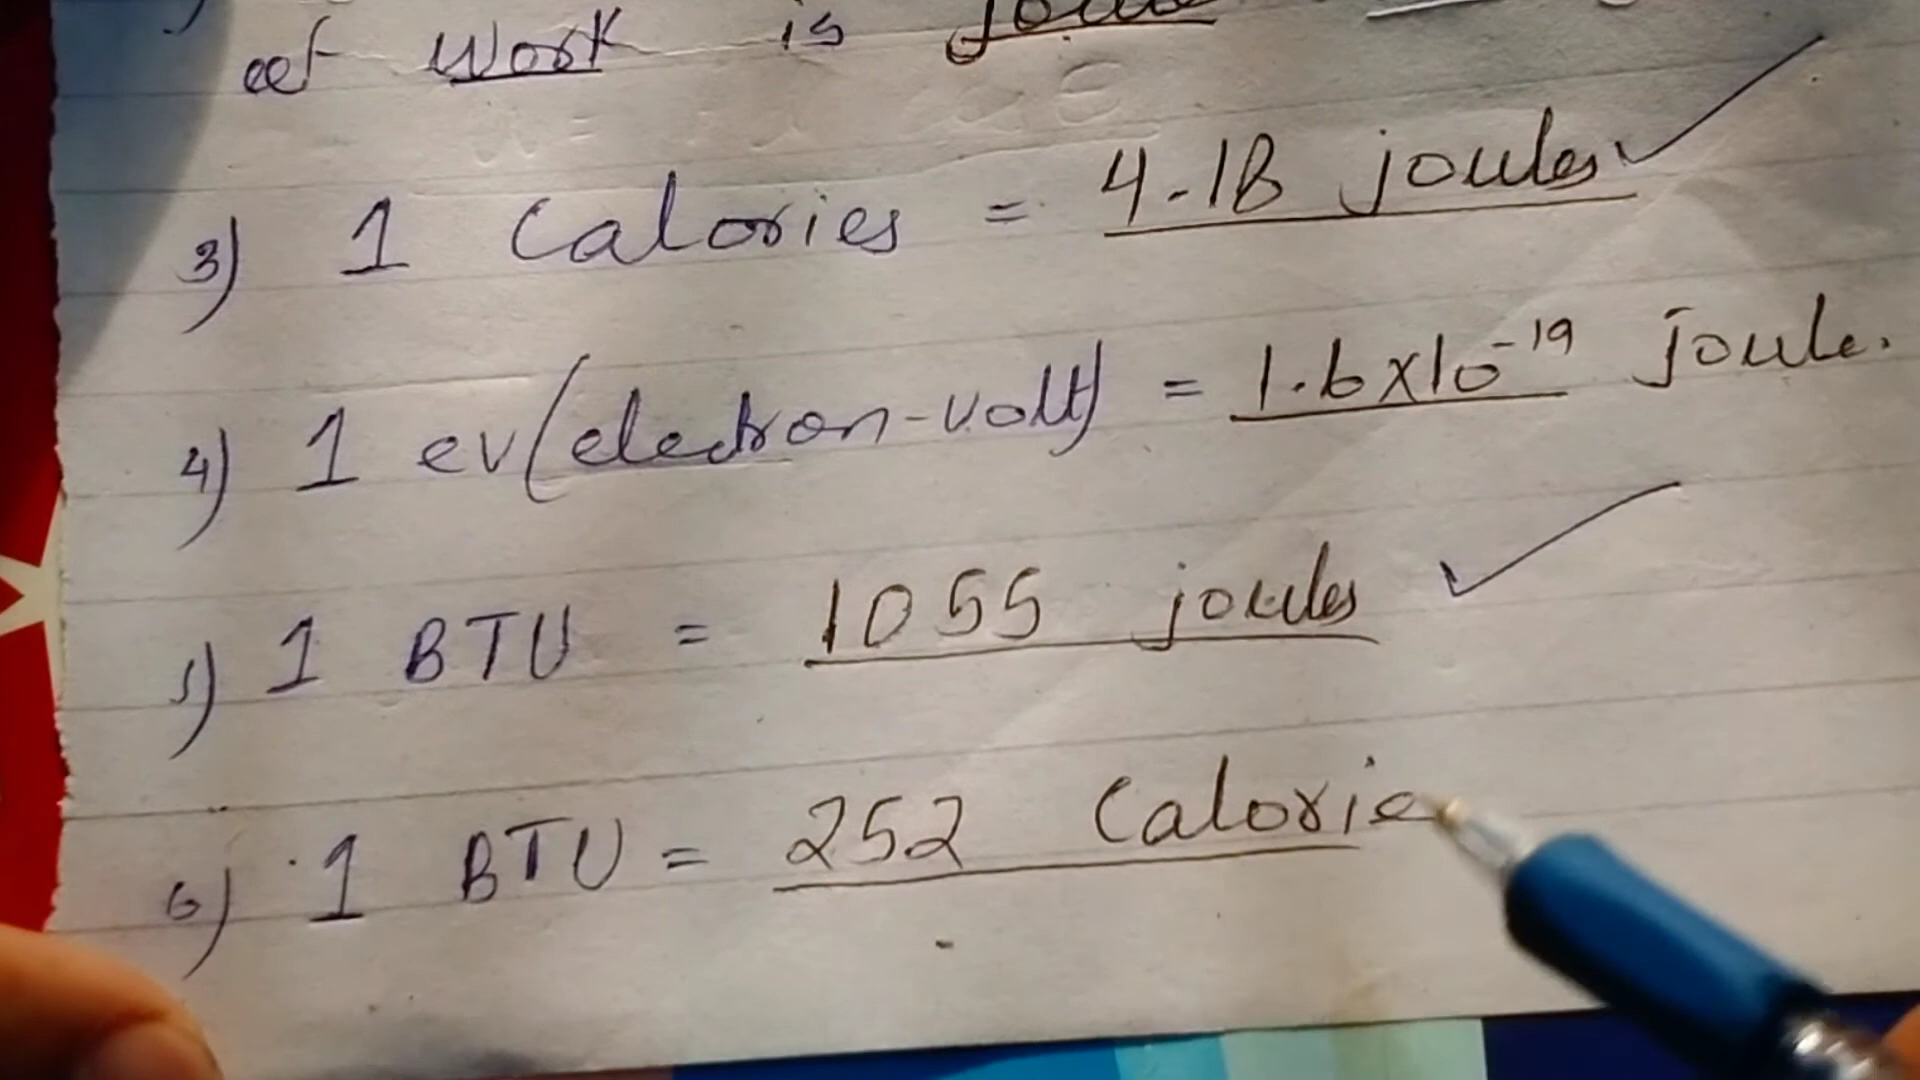 of work is joule
3) 1 Calories = 4.18 joules
4) 1 ev (electron-volt) = 1.6x10⁻¹⁹ joule.
5) 1 BTU = 1055 joules
6) 1 BTU = 252 Calorie